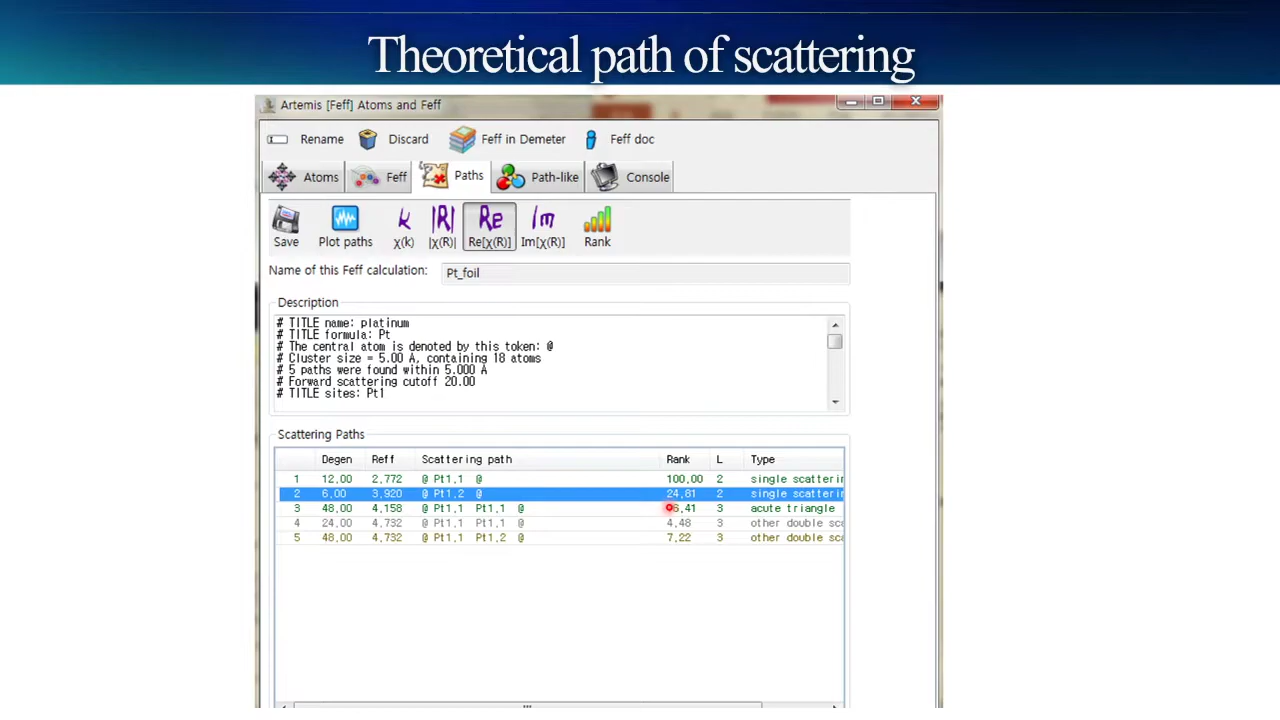 Theoretical path of scattering
Artemis [Feff] Atoms and Feff
Rename Discard Feff in Demeter Feff doc
Atoms Feff Paths Path-like Console
k |R| Re Im
Save Plot paths χ(k) |χ(R)| Re[χ(R)] Im[χ(R)] Rank
Name of this Feff calculation: Pt_foil
Description
# TITLE name: platinum
# TITLE formula: Pt
# The central atom is denoted by this token: @
# Cluster size = 5.00 A, containing 18 atoms
# 5 paths were found within 5.000 A
# Forward scattering cutoff 20.00
# TITLE sites: Pt1
Scattering Paths
Degen Reff Scattering path Rank L Type
1 12.00 2.772 @ Pt1.1 @ 100.00 2 single scatterin
2 6.00 3.920 @ Pt1.2 @ 24.81 2 single scatterin
3 48.00 4.158 @ Pt1.1 Pt1.1 @ 3 acute triangle
4 24.00 4.732 @ Pt1.1 Pt1.1 @ 4.48 3 other double sca
5 48.00 4.732 @ Pt1.1 Pt1.2 @ 7.22 3 other double sca